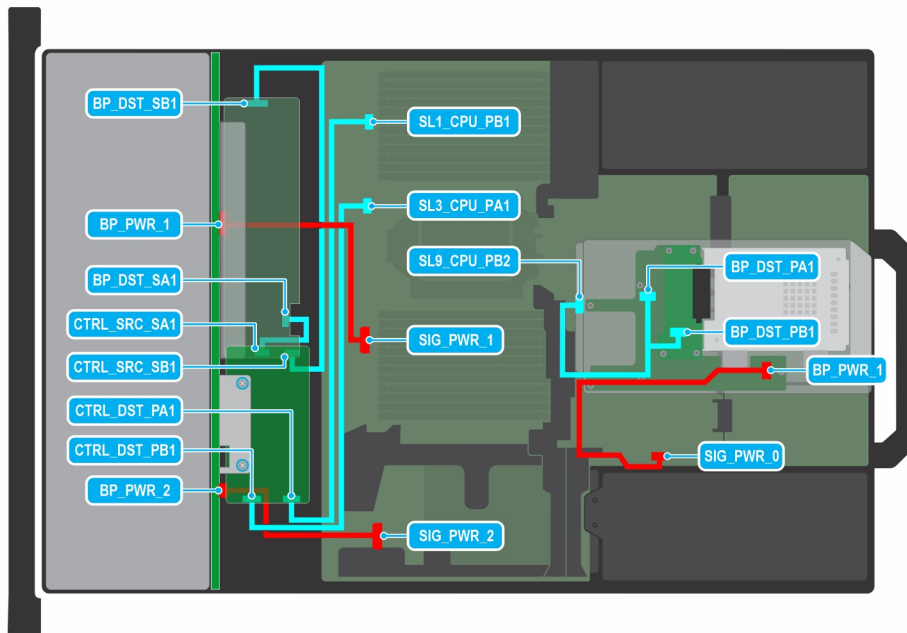 BP_DST_SB1
SL1_CPU_PB1
SL3_CPU_PA1
BP_PWR_1
SL9_CPU_PB2
BP_DST_PA1
BP_DST_SA1
CTRL_SRC_SA1
BP_DST_PB1
SIG_PWR_1
CTRL_SRC_SB1
BP_PWR_1
CTRL_DST_PA1
CTRL_DST_PB1
SIG_PWR_0
BP_PWR_2
SIG_PWR_2